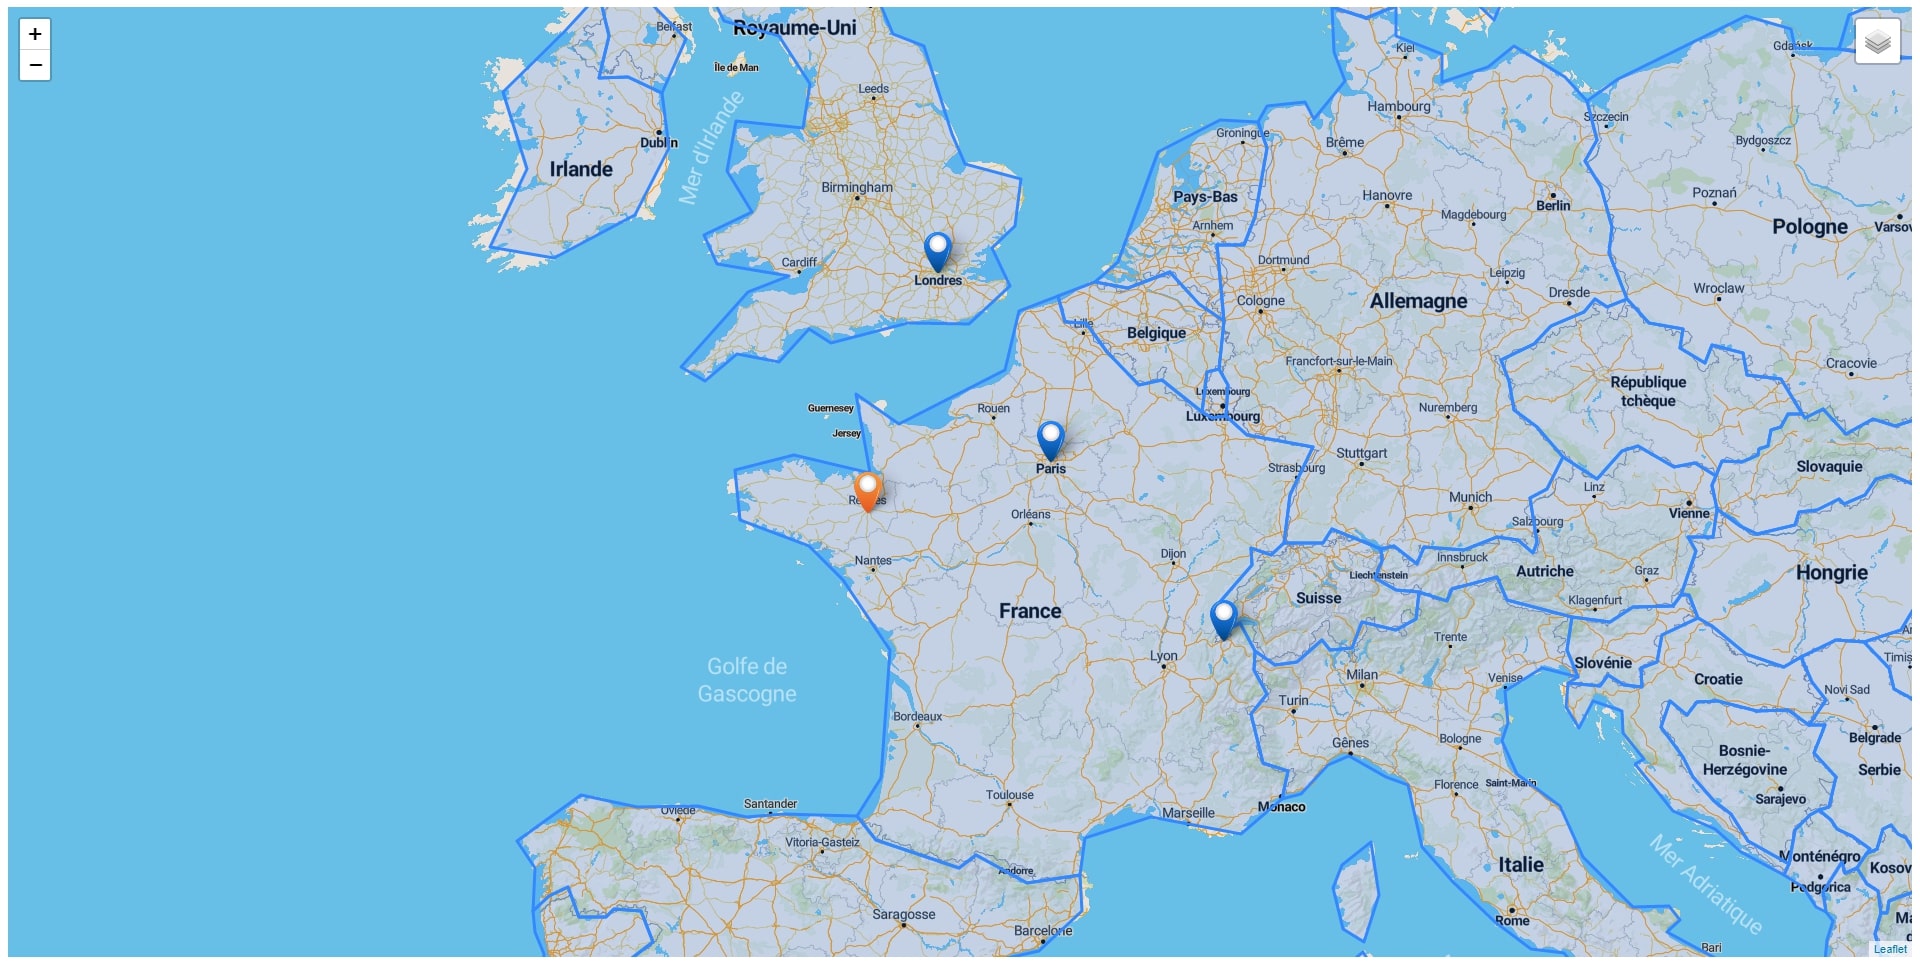 +
−
Royaume-Uni
Belfast
Île de Man
Kiel
Gdańsk
Leeds
Hambourg
Szczecin
Groningue
Dublin
Mer d'Irlande
Brême
Bydgoszcz
Irlande
Birmingham
Pays-Bas
Hanovre
Berlin
Poznań
Magdebourg
Arnhem
Pologne
Varsov
Cardiff
Londres
Dortmund
Leipzig
Dresde
Wroclaw
Cologne
Allemagne
Lille
Belgique
Francfort-sur-le-Main
Cracovie
République
tchèque
Luxembourg
Luxembourg
Guernesey
Rouen
Nuremberg
Jersey
Paris
Strasbourg
Stuttgart
Slovaquie
Rennes
Munich
Linz
Vienne
Orléans
Salzbourg
Nantes
Dijon
Innsbruck
Liechtenstein
Autriche
Graz
Hongrie
Suisse
Klagenfurt
France
Trente
Lyon
Slovénie
Timiș
Golfe de
Gascogne
Milan
Venise
Croatie
Novi Sad
Turin
Bordeaux
Gênes
Bologne
Belgrade
Bosnie-
Herzégovine
Serbie
Florence
Saint-Marin
Toulouse
Santander
Oviedo
Marseille
Monaco
Sarajevo
Vitoria-Gasteiz
Andorre
Italie
Mer Adriatique
Monténégro
Kosov
Podgorica
Saragosse
Barcelone
Rome
Ma
Bari
Leaflet